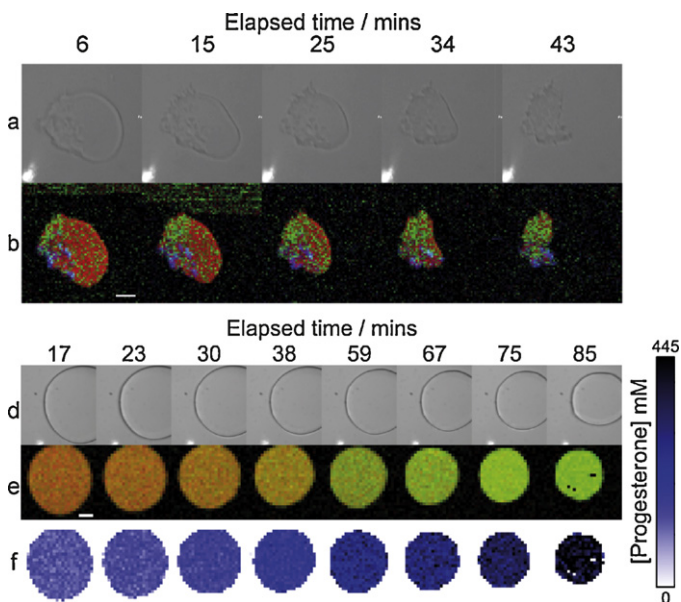 Elapsed time / mins
6 15 25 34 43
a
b
Elapsed time / mins
17 23 30 38 59 67 75 85
d
e
f
445
[Progesterone] mM
0